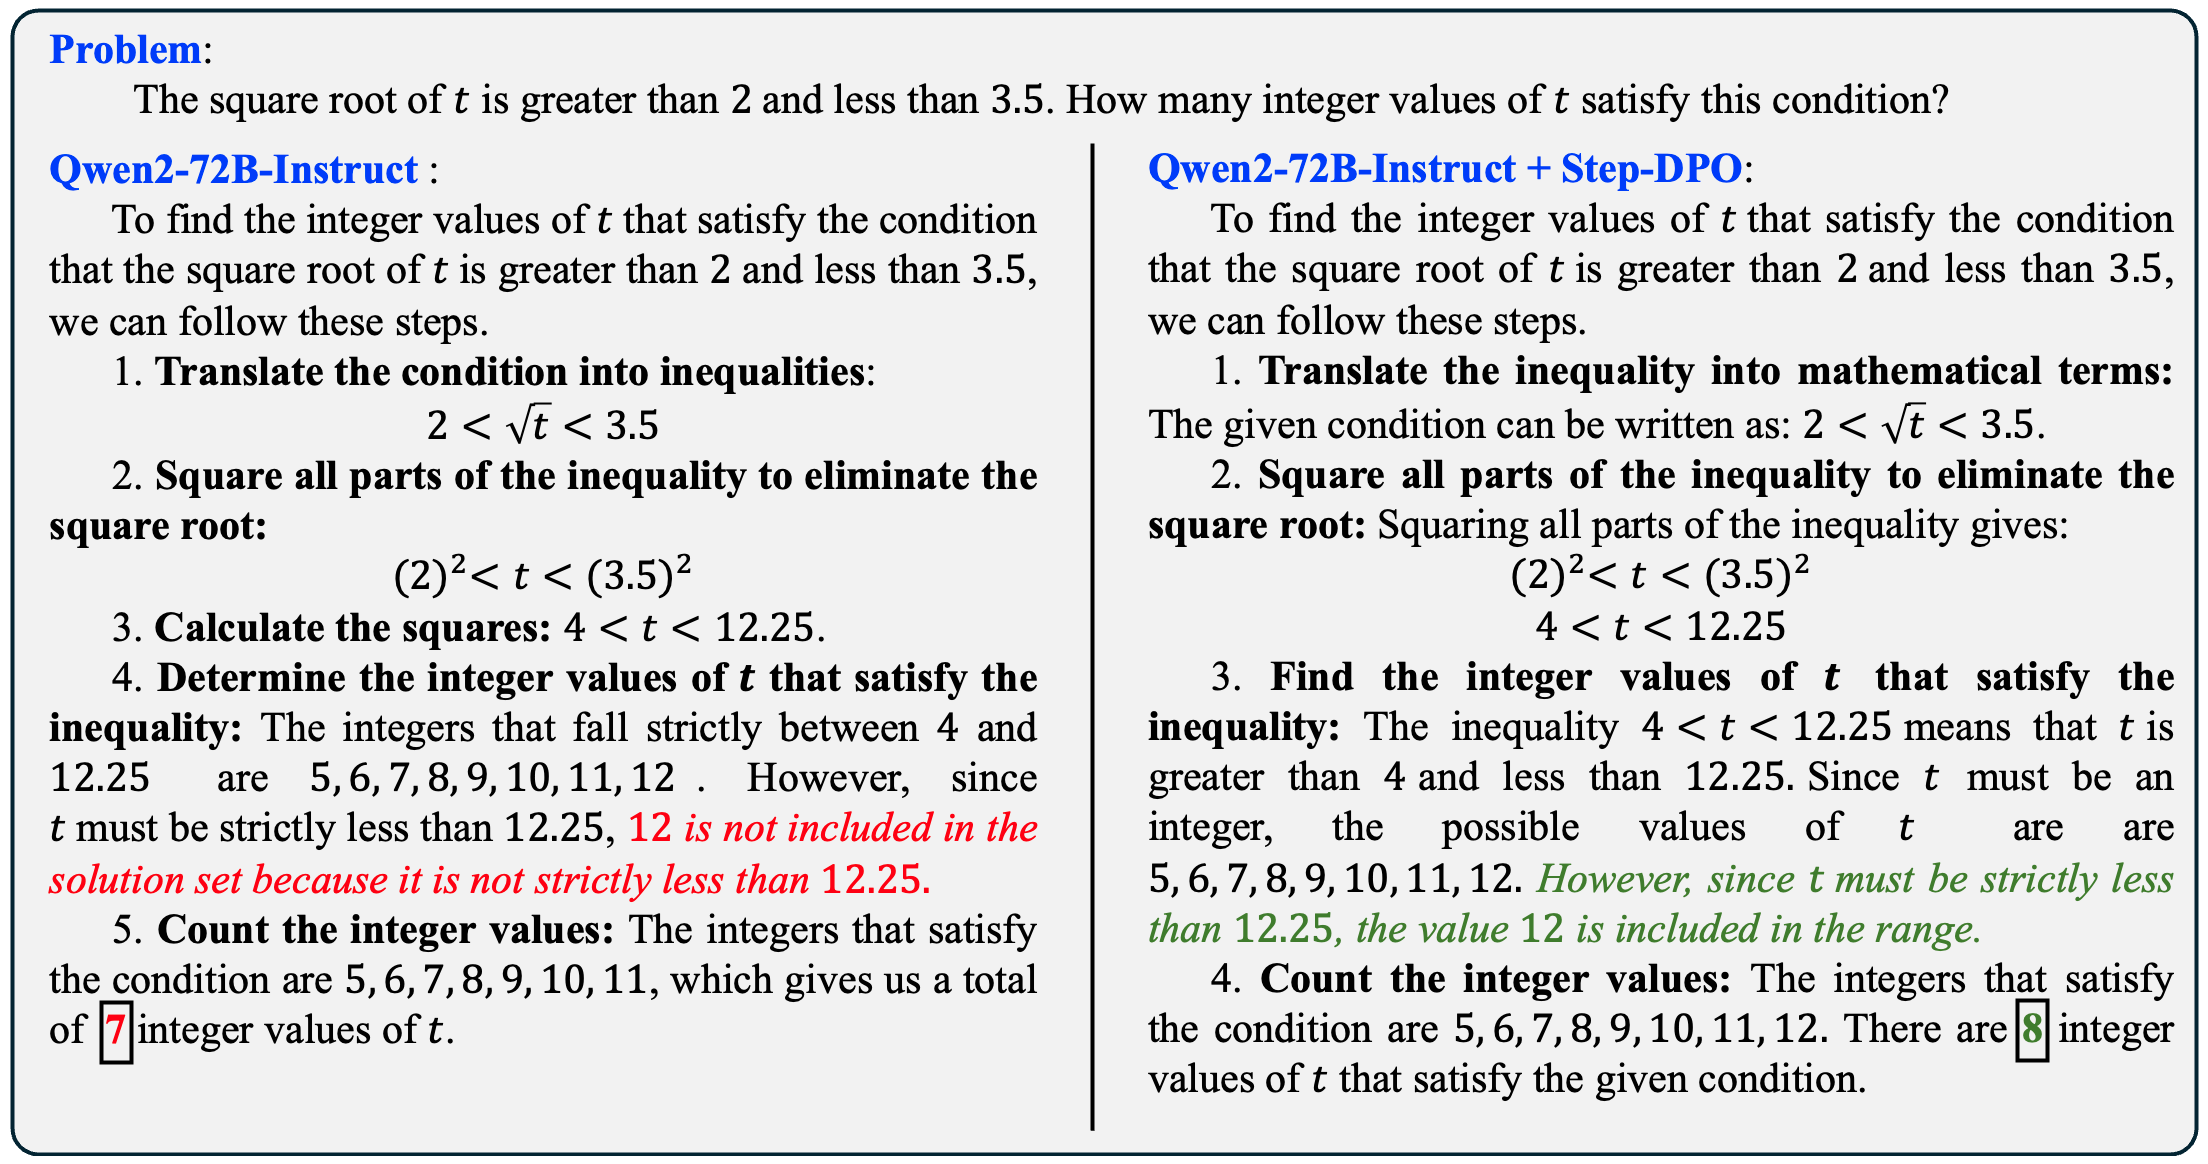 Problem:
The square root of t is greater than 2 and less than 3.5. How many integer values of t satisfy this condition?
Qwen2-72B-Instruct :
To find the integer values of t that satisfy the condition
that the square root of t is greater than 2 and less than 3.5,
we can follow these steps.
1. Translate the condition into inequalities:
2 < √t < 3.5
2. Square all parts of the inequality to eliminate the
square root:
(2)²< t < (3.5)²
3. Calculate the squares: 4 < t < 12.25.
4. Determine the integer values of t that satisfy the
inequality: The integers that fall strictly between 4 and
12.25 are 5, 6, 7, 8, 9, 10, 11, 12 . However, since
t must be strictly less than 12.25, 12 is not included in the
solution set because it is not strictly less than 12.25.
5. Count the integer values: The integers that satisfy
the condition are 5, 6, 7, 8, 9, 10, 11, which gives us a total
of 7 integer values of t.
Qwen2-72B-Instruct + Step-DPO:
To find the integer values of t that satisfy the condition
that the square root of t is greater than 2 and less than 3.5,
we can follow these steps.
1. Translate the inequality into mathematical terms:
The given condition can be written as: 2 < √t < 3.5.
2. Square all parts of the inequality to eliminate the
square root: Squaring all parts of the inequality gives:
(2)²< t < (3.5)²
4 < t < 12.25
3. Find the integer values of t that satisfy the
inequality: The inequality 4 < t < 12.25 means that t is
greater than 4 and less than 12.25. Since t must be an
integer, the possible values of t are are
5, 6, 7, 8, 9, 10, 11, 12. However, since t must be strictly less
than 12.25, the value 12 is included in the range.
4. Count the integer values: The integers that satisfy
the condition are 5, 6, 7, 8, 9, 10, 11, 12. There are 8 integer
values of t that satisfy the given condition.